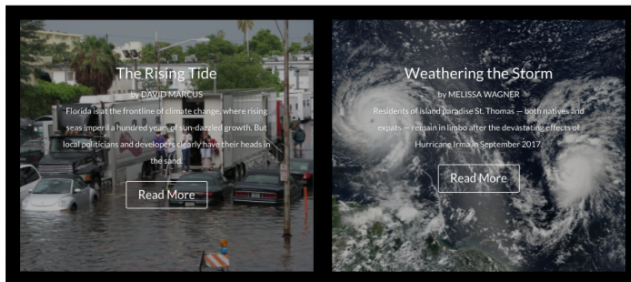 The Rising Tide
by DAVID MARCUS
Florida is at the frontline of climate change, where rising
seas imperil a hundred years of sun-dazzled growth. But
local politicians and developers clearly have their heads in
the sand.
Read More
Weathering the Storm
by MELISSA WAGNER
Residents of island paradise St. Thomas — both natives and
expats — remain in limbo after the devastating effects of
Hurricane Irma in September 2017.
Read More